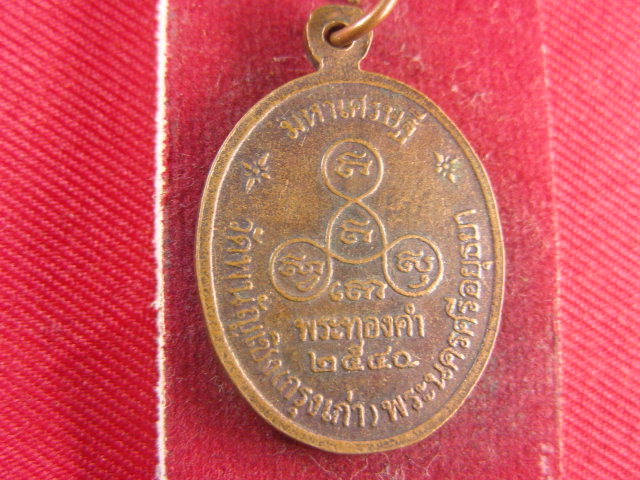 มหาเศรษฐี
พระทองคำ
๒๕๔๐
วัดพนัญเชิง (กรุงเก่า) พระนครศรีอยุธยา